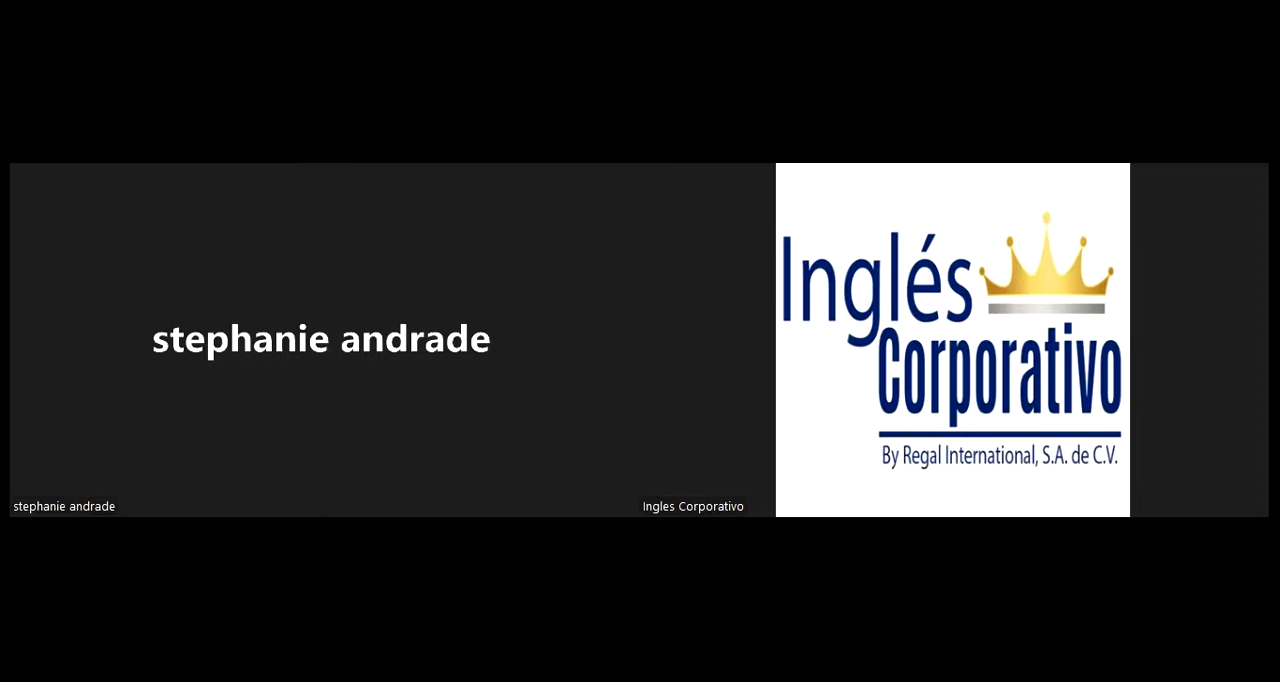 stephanie andrade
stephanie andrade
Inglés
Corporativo
By Regal International, S.A. de C.V.
Ingles Corporativo